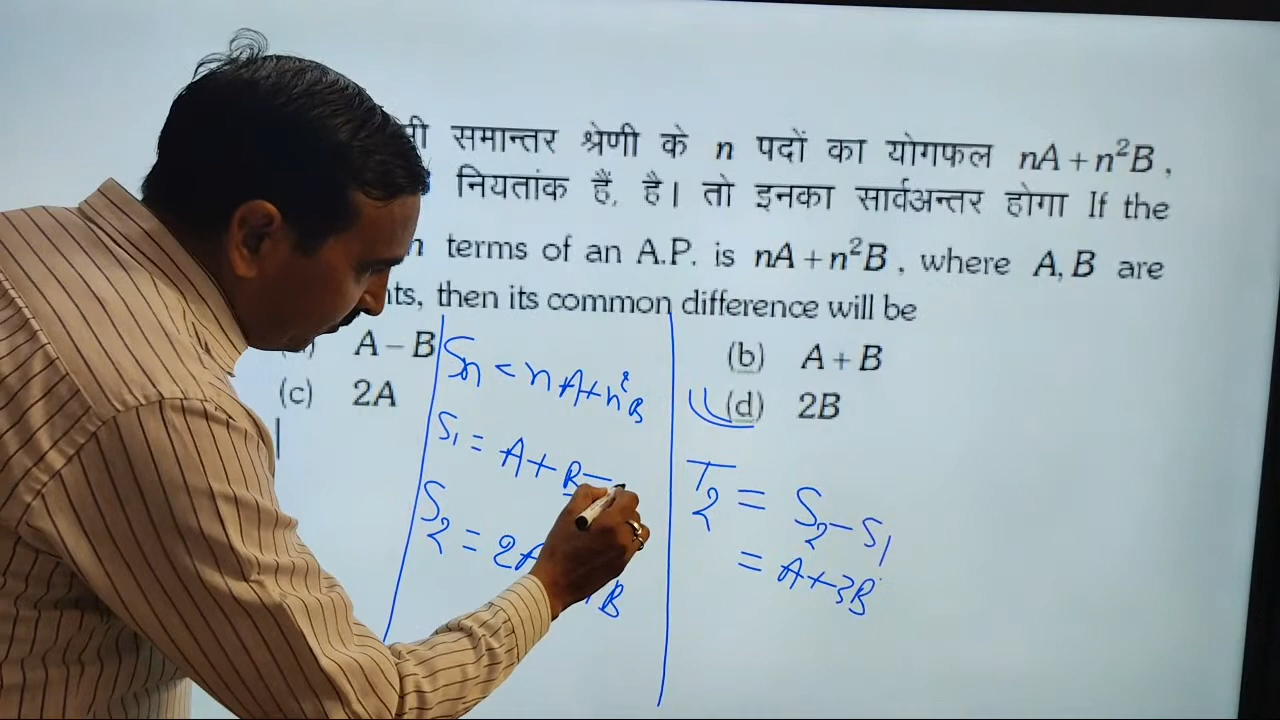 समान्तर श्रेणी के n पदों का योगफल nA + n²B,
नियतांक हैं, है। तो इनका सार्वअन्तर होगा If the
n terms of an A.P. is nA + n²B, where A, B are
then its common difference will be
A – B
(b) A + B
(c) 2A
(d) 2B
Sn = nA+n²B
S₁ = A+B
S₂ = 2A
B
T₂ = S₂-S₁
= A+3B